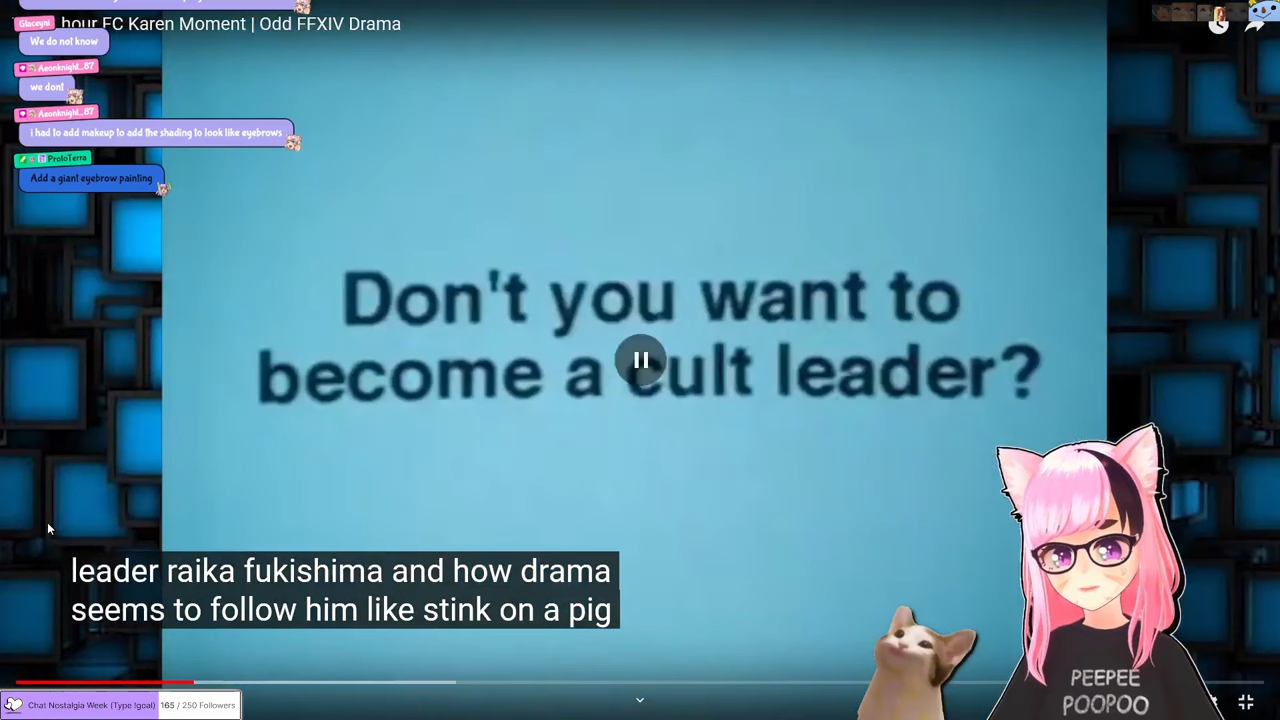 hour FC Karen Moment | Odd FFXIV Drama
Glaceyni
We do not know
Aeonknight_87
we dont
Aeonknight_87
i had to add makeup to add the shading to look like eyebrows
ProtoTerra
Add a giant eyebrow painting
Don't you want to
become a cult leader?
leader raika fukishima and how drama
seems to follow him like stink on a pig
PEEPEE
POOPOO
Chat Nostalgia Week (Type !goal) 165 / 250 Followers